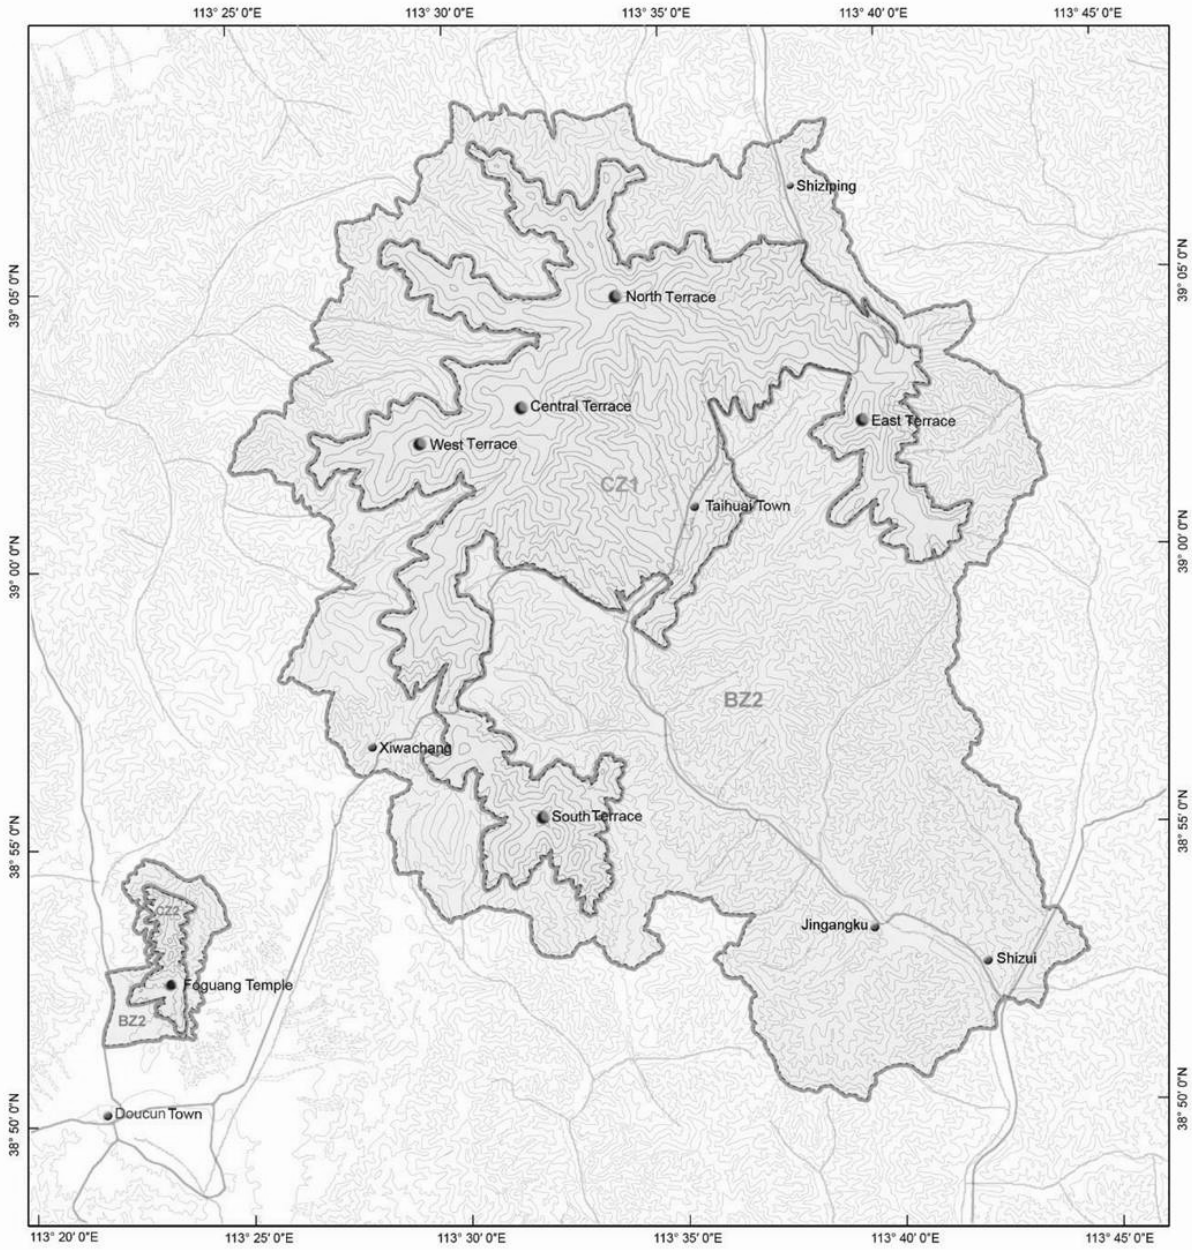 113° 25' 0"E
113° 30' 0"E
113° 35' 0"E
113° 40' 0"E
113° 45' 0"E
Shiziping
39° 05' 0"N
39° 05' 0"N
North Terrace
Central Terrace
East Terrace
West Terrace
CZ1
Taihuai Town
39° 00' 0"N
39° 00' 0"N
BZ2
Xiwachang
South Terrace
38° 55' 0"N
38° 55' 0"N
CZ2
Jingangku
Shizui
Foguang Temple
BZ2
38° 50' 0"N
38° 50' 0"N
Doucun Town
113° 20' 0"E
113° 25' 0"E
113° 30' 0"E
113° 35' 0"E
113° 40' 0"E
113° 45' 0"E